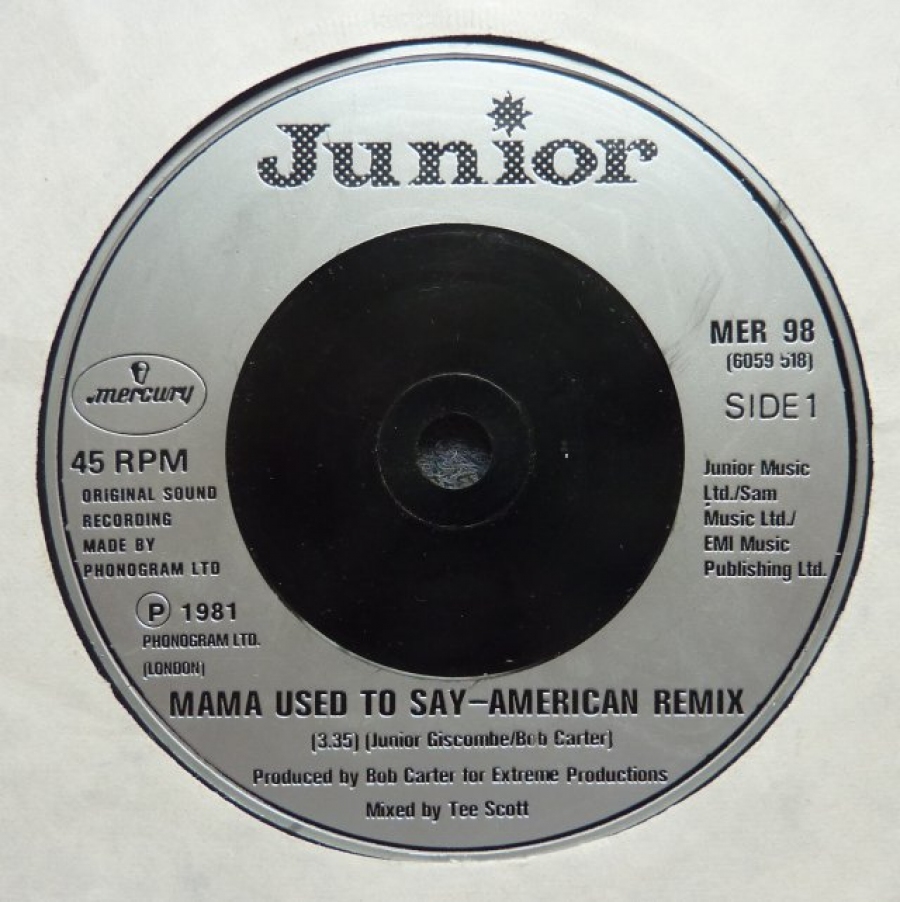 Junior
MER 98
(6059 518)
SIDE 1
mercury
45 RPM
ORIGINAL SOUND
RECORDING
MADE BY
PHONOGRAM LTD
Ⓟ 1981
PHONOGRAM LTD.
(LONDON)
Junior Music
Ltd./Sam
Music Ltd./
EMI Music
Publishing Ltd.
MAMA USED TO SAY–AMERICAN REMIX
(3.35) (Junior Giscombe/Bob Carter)
Produced by Bob Carter for Extreme Productions
Mixed by Tee Scott